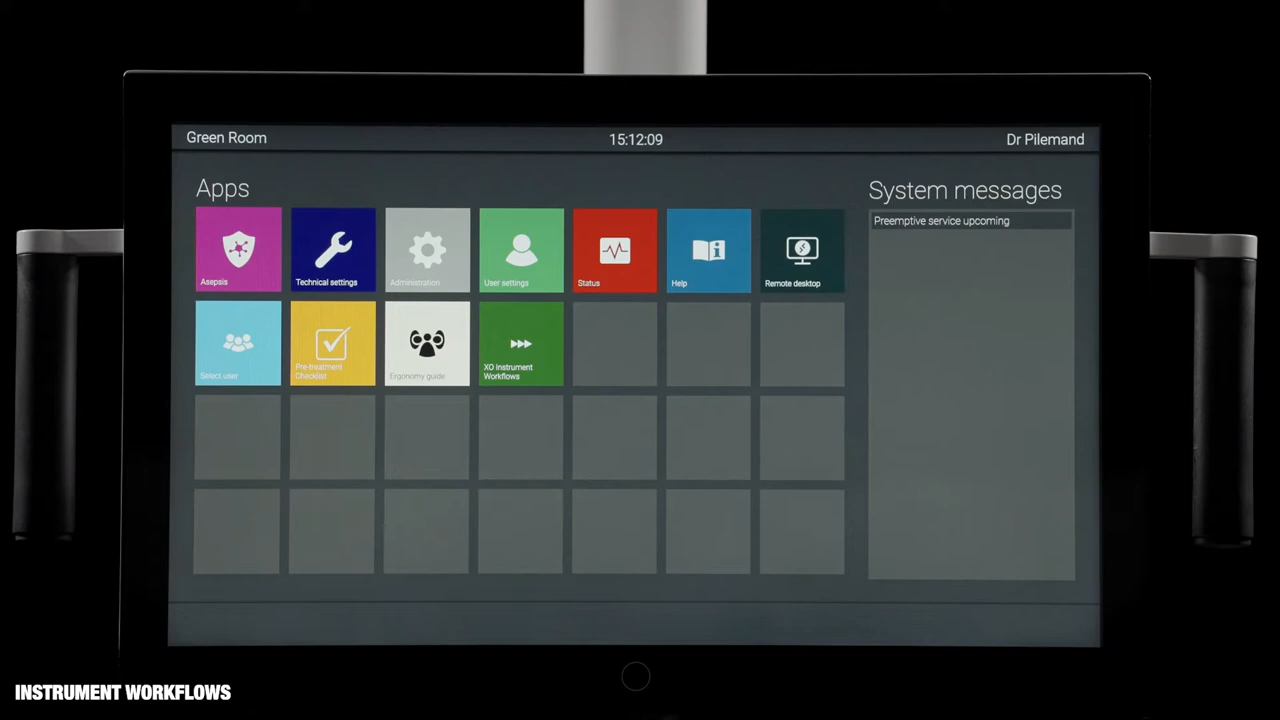 Green Room
15:12:09
Dr Pilemand
Apps
System messages
Preemptive service upcoming
Asepsis
Technical settings
Administration
User settings
Status
Help
Remote desktop
Select user
Pre-treatment
Checklist
Ergonomy guide
XO Instrument
Workflows
INSTRUMENT WORKFLOWS